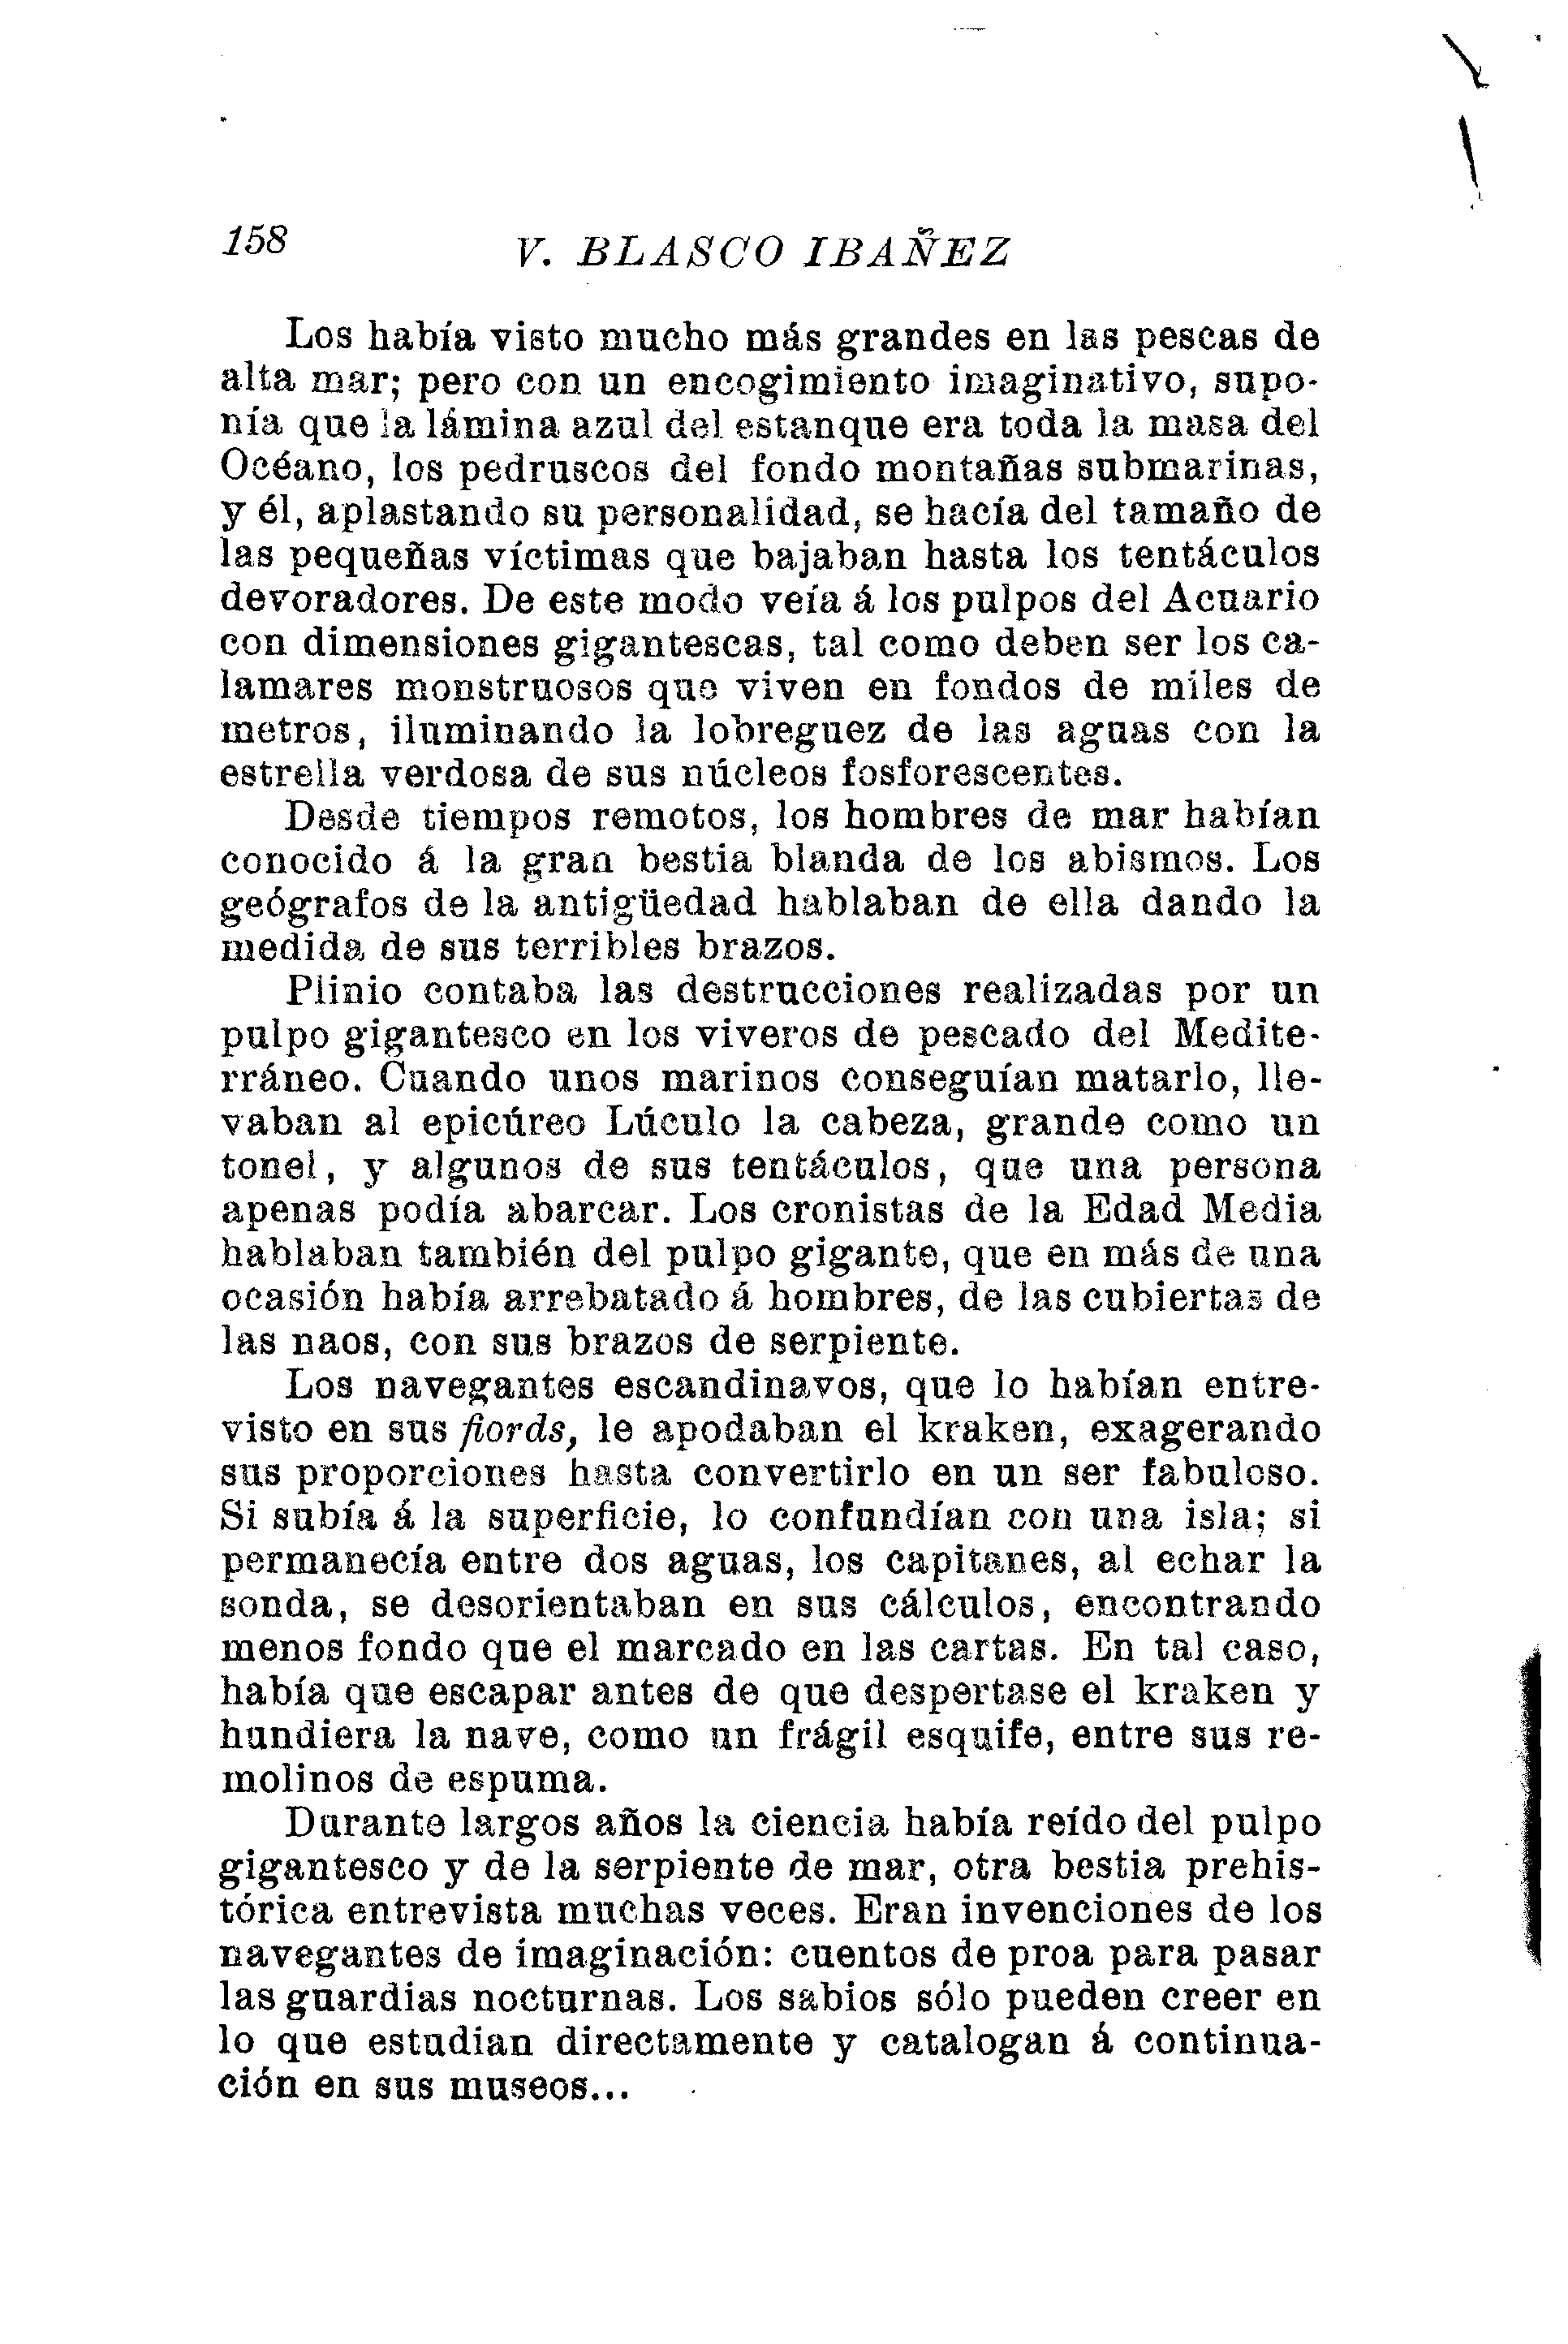 158
V. BLASCO IBAÑEZ
Los había visto mucho más grandes en las pescas de
alta mar; pero con un encogimiento imaginativo, supo-
nía que la lámina azul del estanque era toda la masa del
Océano, los pedruscos del fondo montañas submarinas,
y él, aplastando su personalidad, se hacía del tamaño de
las pequeñas víctimas que bajaban hasta los tentáculos
devoradores. De este modo veía á los pulpos del Acuario
con dimensiones gigantescas, tal como deben ser los ca-
lamares monstruosos que viven en fondos de miles de
metros, iluminando la lobreguez de las aguas con la
estrella verdosa de sus núcleos fosforescentes.
Desde tiempos remotos, los hombres de mar habían
conocido á la gran bestia blanda de los abismos. Los
geógrafos de la antigüedad hablaban de ella dando la
medida de sus terribles brazos.
Plinio contaba las destrucciones realizadas por un
pulpo gigantesco en los viveros de pescado del Medite-
rráneo. Cuando unos marinos conseguían matarlo, lle-
vaban al epicúreo Lúculo la cabeza, grande como un
tonel, y algunos de sus tentáculos, que una persona
apenas podía abarcar. Los cronistas de la Edad Media
hablaban también del pulpo gigante, que en más de una
ocasión había arrebatado á hombres, de las cubiertas de
las naos, con sus brazos de serpiente.
Los navegantes escandinavos, que lo habían entre-
visto en sus fiords, le apodaban el kraken, exagerando
sus proporciones hasta convertirlo en un ser fabuloso.
Si subía á la superficie, lo confundían con una isla; si
permanecía entre dos aguas, los capitanes, al echar la
sonda, se desorientaban en sus cálculos, encontrando
menos fondo que el marcado en las cartas. En tal caso,
había que escapar antes de que despertase el kraken y
hundiera la nave, como un frágil esquife, entre sus re-
molinos de espuma.
Durante largos años la ciencia había reído del pulpo
gigantesco y de la serpiente de mar, otra bestia prehis-
tórica entrevista muchas veces. Eran invenciones de los
navegantes de imaginación: cuentos de proa para pasar
las guardias nocturnas. Los sabios sólo pueden creer en
lo que estudian directamente y catalogan á continua-
ción en sus museos...